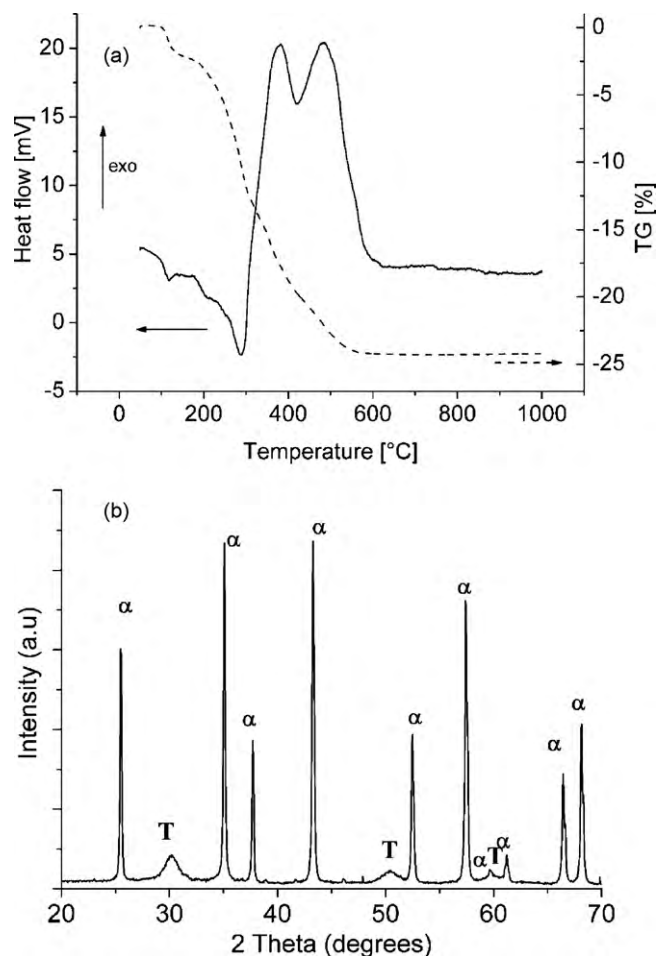 (a)
20
15
10
5
0
-5
Heat flow [mV]
exo
0
-5
-10
-15
-20
-25
TG [%]
0 200 400 600 800 1000
Temperature [°C]
(b)
Intensity (a.u)
α
T
α
α
α
T
α
α
α T α
α
α
20 30 40 50 60 70
2 Theta (degrees)